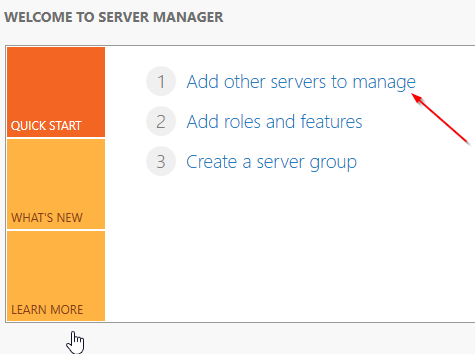 WELCOME TO SERVER MANAGER
QUICK START
WHAT'S NEW
LEARN MORE
1 Add other servers to manage
2 Add roles and features
3 Create a server group